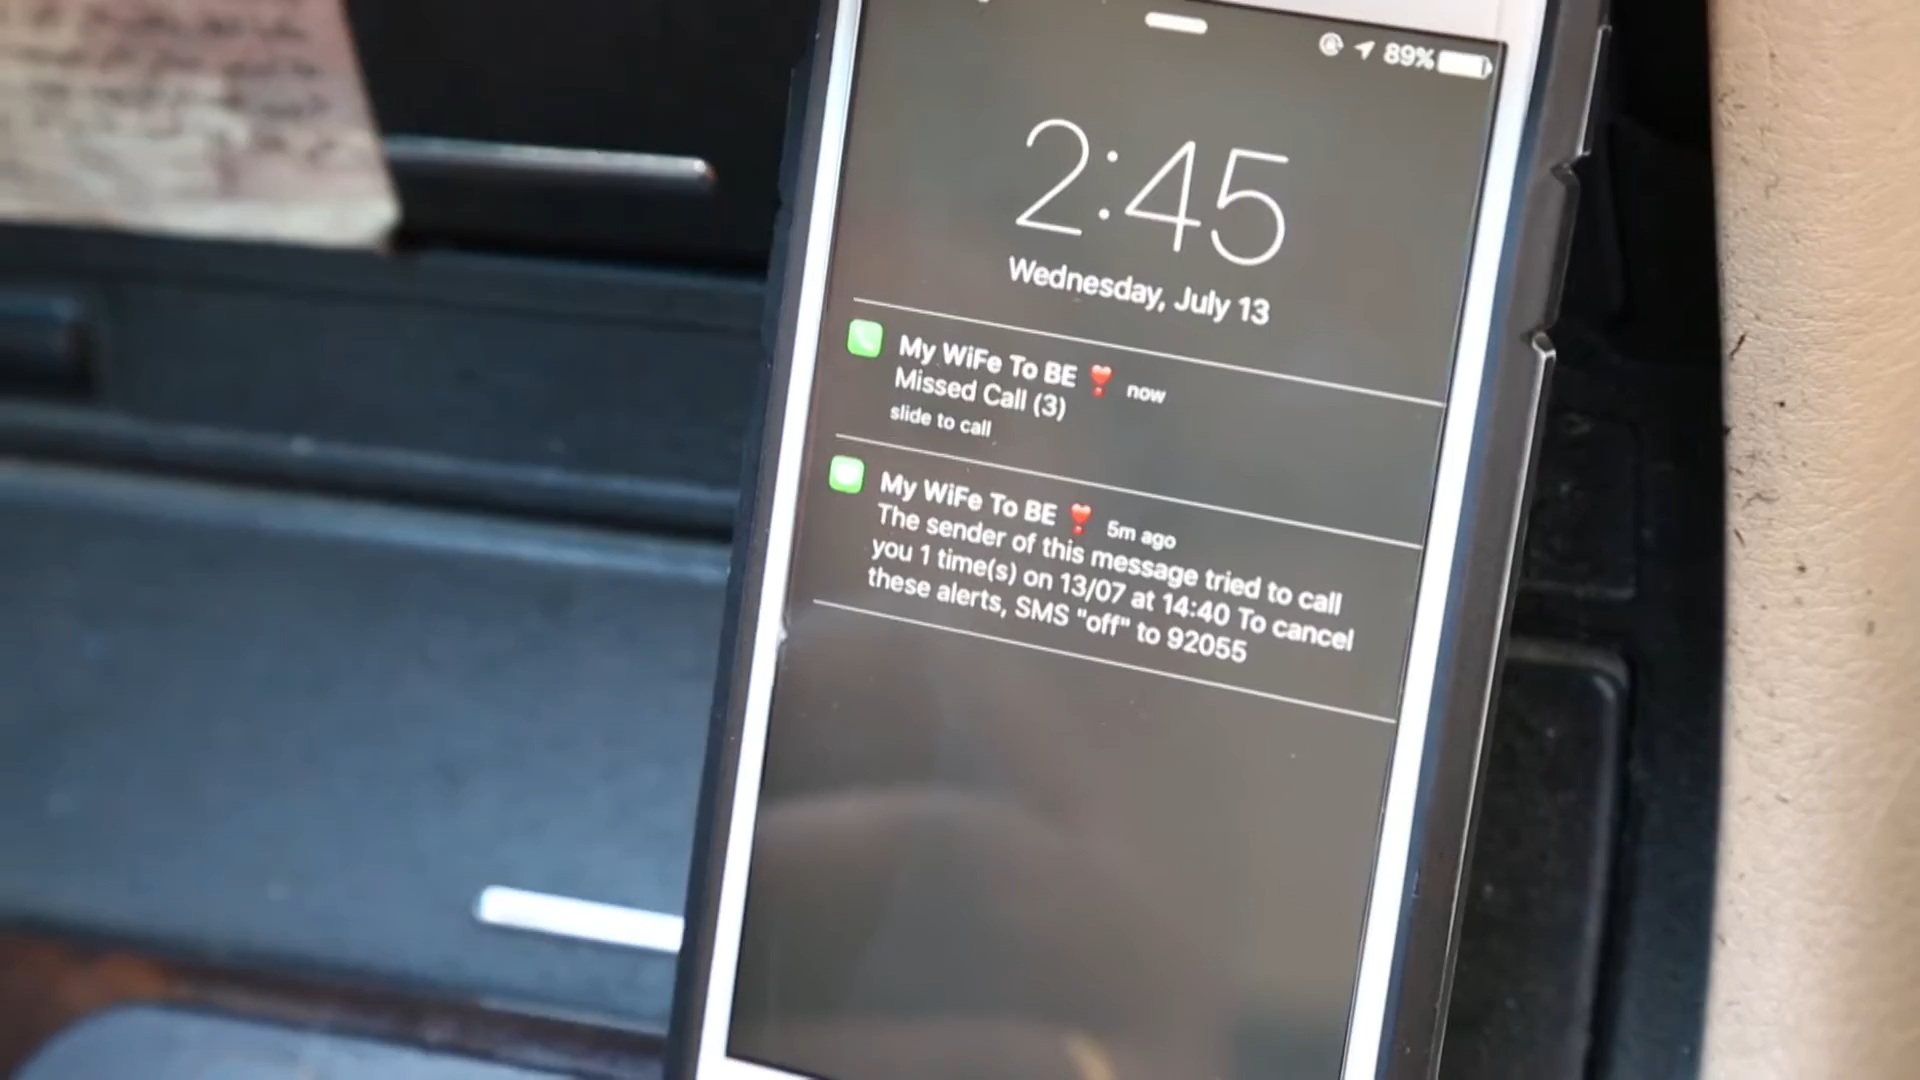 89%
2:45
Wednesday, July 13
My WiFe To BE ❣️ now
Missed Call (3)
slide to call
My WiFe To BE ❣️ 5m ago
The sender of this message tried to call
you 1 time(s) on 13/07 at 14:40 To cancel
these alerts, SMS "off" to 92055